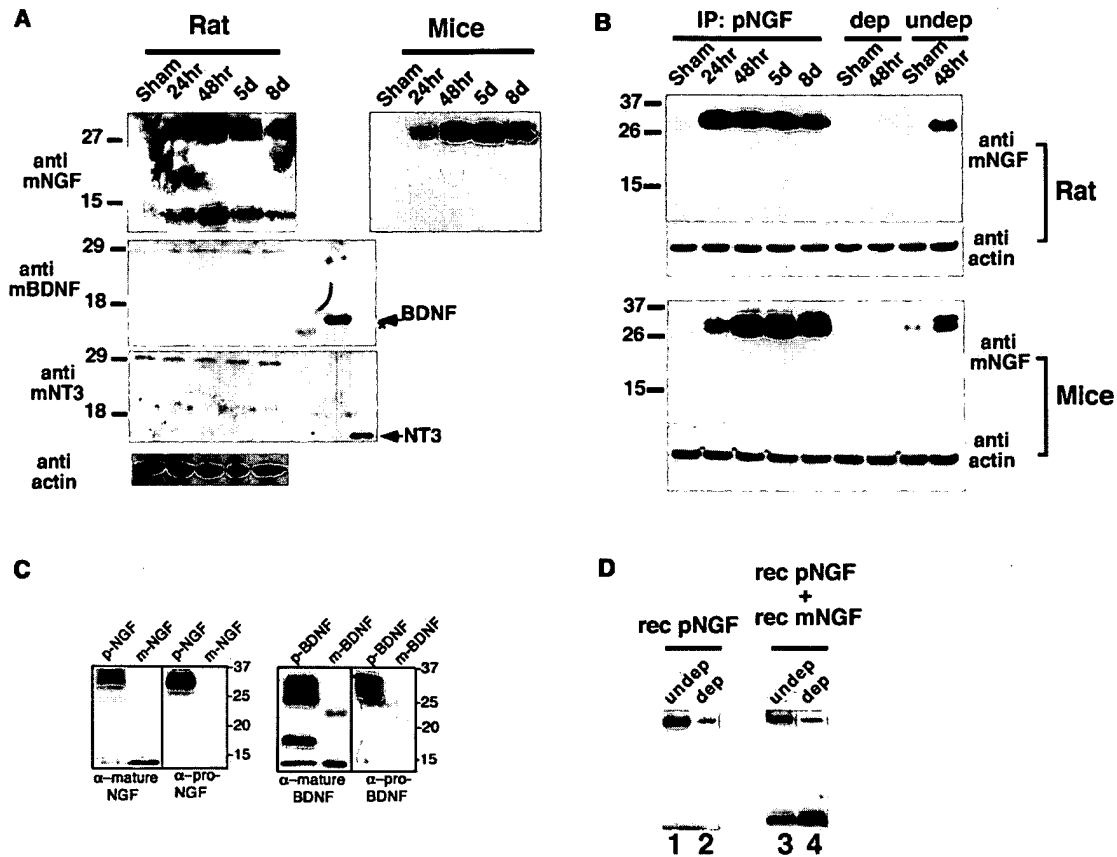 A
Rat
Mice
Sham
24hr
48hr
5d
8d
Sham
24hr
48hr
5d
8d
anti
mNGF
27
15
anti
mBDNF
29
18
BDNF
anti
mNT3
29
18
NT3
anti
actin
B
IP: pNGF
dep
undep
Sham
24hr
48hr
5d
8d
Sham
48hr
Sham
48hr
37
26
15
anti
mNGF
anti
actin
Rat
37
26
15
anti
mNGF
anti
actin
Mice
C
p-NGF
m-NGF
p-NGF
m-NGF
37
25
20
15
α–mature
NGF
α–pro-
NGF
p-BDNF
m-BDNF
p-BDNF
m-BDNF
37
25
20
15
α–mature
BDNF
α–pro-
BDNF
D
rec pNGF
rec pNGF
+
rec mNGF
undep
dep
undep
dep
1 2 3 4